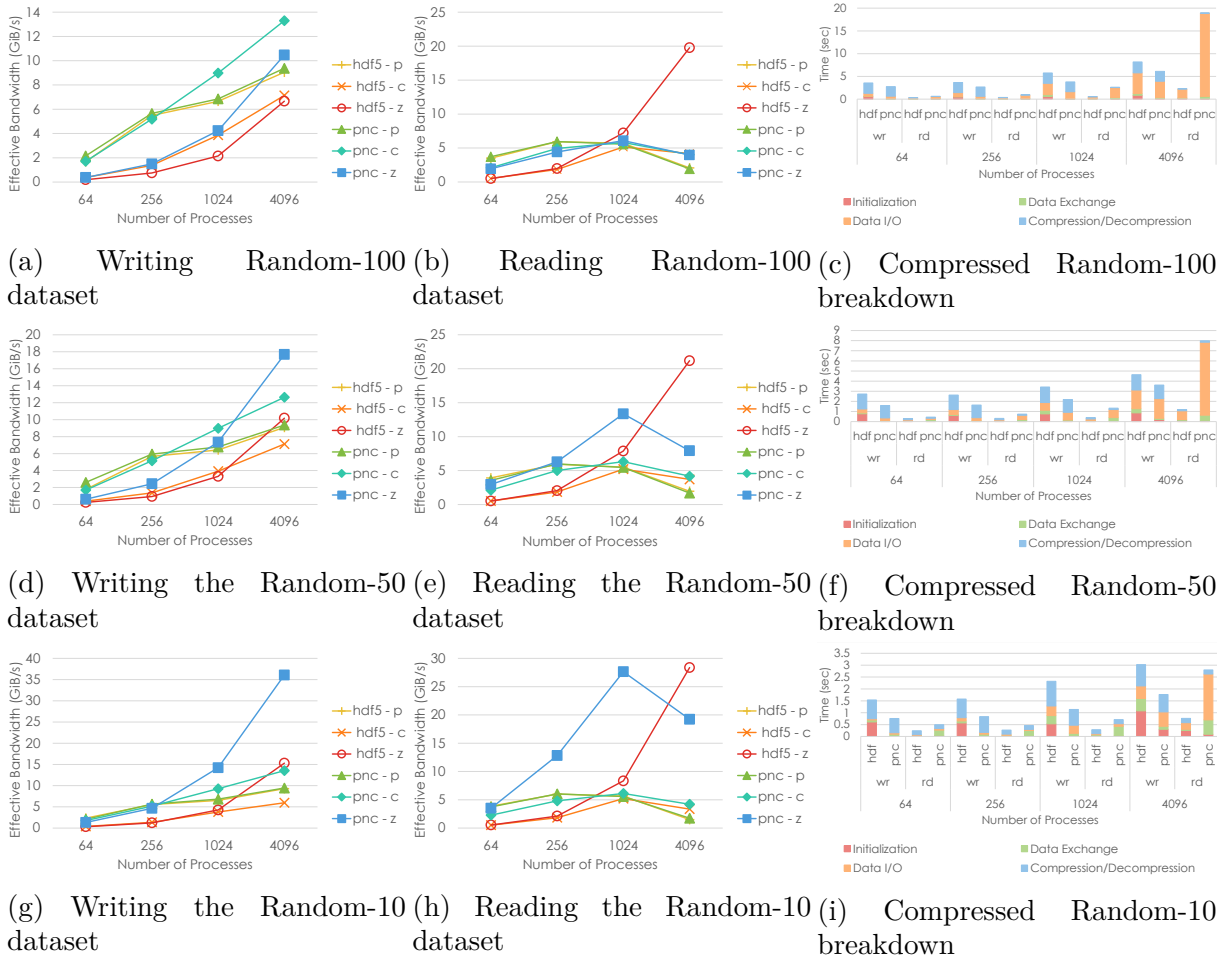 Effective Bandwidth (GiB/s)
14
12
10
8
6
4
2
0
64 256 1024 4096
Number of Processes
hdf5 - p
hdf5 - c
hdf5 - z
pnc - p
pnc - c
pnc - z
(a) Writing Random-100
dataset
Effective Bandwidth (GiB/s)
25
20
15
10
5
0
64 256 1024 4096
Number of Processes
hdf5 - p
hdf5 - c
hdf5 - z
pnc - p
pnc - c
pnc - z
(b) Reading Random-100
dataset
Time (sec)
20
15
10
5
0
hdf pnc hdf pnc hdf pnc hdf pnc hdf pnc hdf pnc hdf pnc hdf pnc
wr rd wr rd wr rd wr rd
64 256 1024 4096
Number of Processes
Initialization Data Exchange
Data I/O Compression/Decompression
(c) Compressed Random-100
breakdown
Effective Bandwidth (GiB/s)
20
18
16
14
12
10
8
6
4
2
0
64 256 1024 4096
Number of Processes
hdf5 - p
hdf5 - c
hdf5 - z
pnc - p
pnc - c
pnc - z
(d) Writing the Random-50
dataset
Effective Bandwidth (GiB/s)
25
20
15
10
5
0
64 256 1024 4096
Number of Processes
hdf5 - p
hdf5 - c
hdf5 - z
pnc - p
pnc - c
pnc - z
(e) Reading the Random-50
dataset
Time (sec)
9
8
7
6
5
4
3
2
1
0
hdf pnc hdf pnc hdf pnc hdf pnc hdf pnc hdf pnc hdf pnc hdf pnc
wr rd wr rd wr rd wr rd
64 256 1024 4096
Number of Processes
Initialization Data Exchange
Data I/O Compression/Decompression
(f) Compressed Random-50
breakdown
Effective Bandwidth (GiB/s)
40
35
30
25
20
15
10
5
0
64 256 1024 4096
Number of Processes
hdf5 - p
hdf5 - c
hdf5 - z
pnc - p
pnc - c
pnc - z
(g) Writing the Random-10
dataset
Effective Bandwidth (GiB/s)
30
25
20
15
10
5
0
64 256 1024 4096
Number of Processes
hdf5 - p
hdf5 - c
hdf5 - z
pnc - p
pnc - c
pnc - z
(h) Reading the Random-10
dataset
Time (sec)
3.5
3
2.5
2
1.5
1
0.5
0
hdf pnc hdf pnc hdf pnc hdf pnc hdf pnc hdf pnc hdf pnc hdf pnc
wr rd wr rd wr rd wr rd
64 256 1024 4096
Number of Processes
Initialization Data Exchange
Data I/O Compression/Decompression
(i) Compressed Random-10
breakdown